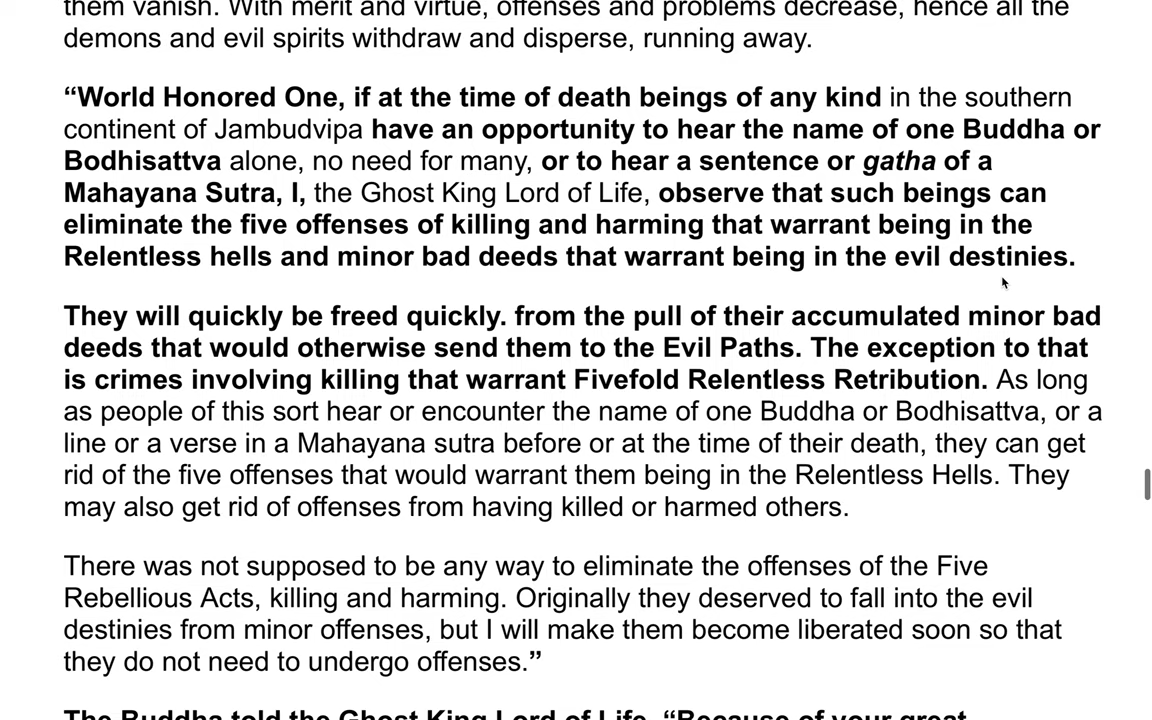 them vanish. With merit and virtue, offenses and problems decrease, hence all the
demons and evil spirits withdraw and disperse, running away.
“World Honored One, if at the time of death beings of any kind in the southern
continent of Jambudvipa have an opportunity to hear the name of one Buddha or
Bodhisattva alone, no need for many, or to hear a sentence or gatha of a
Mahayana Sutra, I, the Ghost King Lord of Life, observe that such beings can
eliminate the five offenses of killing and harming that warrant being in the
Relentless hells and minor bad deeds that warrant being in the evil destinies.
They will quickly be freed quickly. from the pull of their accumulated minor bad
deeds that would otherwise send them to the Evil Paths. The exception to that
is crimes involving killing that warrant Fivefold Relentless Retribution. As long
as people of this sort hear or encounter the name of one Buddha or Bodhisattva, or a
line or a verse in a Mahayana sutra before or at the time of their death, they can get
rid of the five offenses that would warrant them being in the Relentless Hells. They
may also get rid of offenses from having killed or harmed others.
There was not supposed to be any way to eliminate the offenses of the Five
Rebellious Acts, killing and harming. Originally they deserved to fall into the evil
destinies from minor offenses, but I will make them become liberated soon so that
they do not need to undergo offenses.”
The Buddha told the Ghost King Lord of Life, “Because of your great